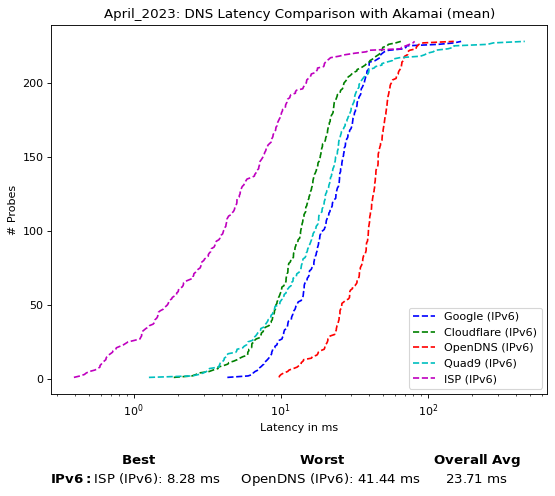 April_2023: DNS Latency Comparison with Akamai (mean)
# Probes
200
150
100
50
0
Google (IPv6)
Cloudflare (IPv6)
OpenDNS (IPv6)
Quad9 (IPv6)
ISP (IPv6)
10⁰ 10¹ 10²
Latency in ms
Best Worst Overall Avg
IPv6: ISP (IPv6): 8.28 ms OpenDNS (IPv6): 41.44 ms 23.71 ms